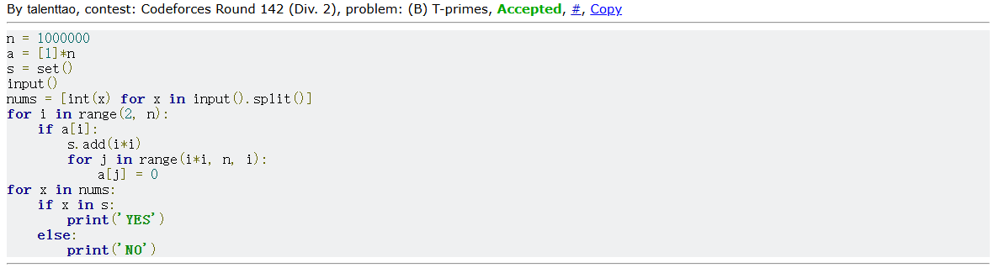 By talenttao, contest: Codeforces Round 142 (Div. 2), problem: (B) T-primes, Accepted, #, Copy
n = 1000000
a = [1]*n
s = set()
input()
nums = [int(x) for x in input().split()]
for i in range(2, n):
    if a[i]:
        s.add(i*i)
        for j in range(i*i, n, i):
            a[j] = 0
for x in nums:
    if x in s:
        print('YES')
    else:
        print('NO')